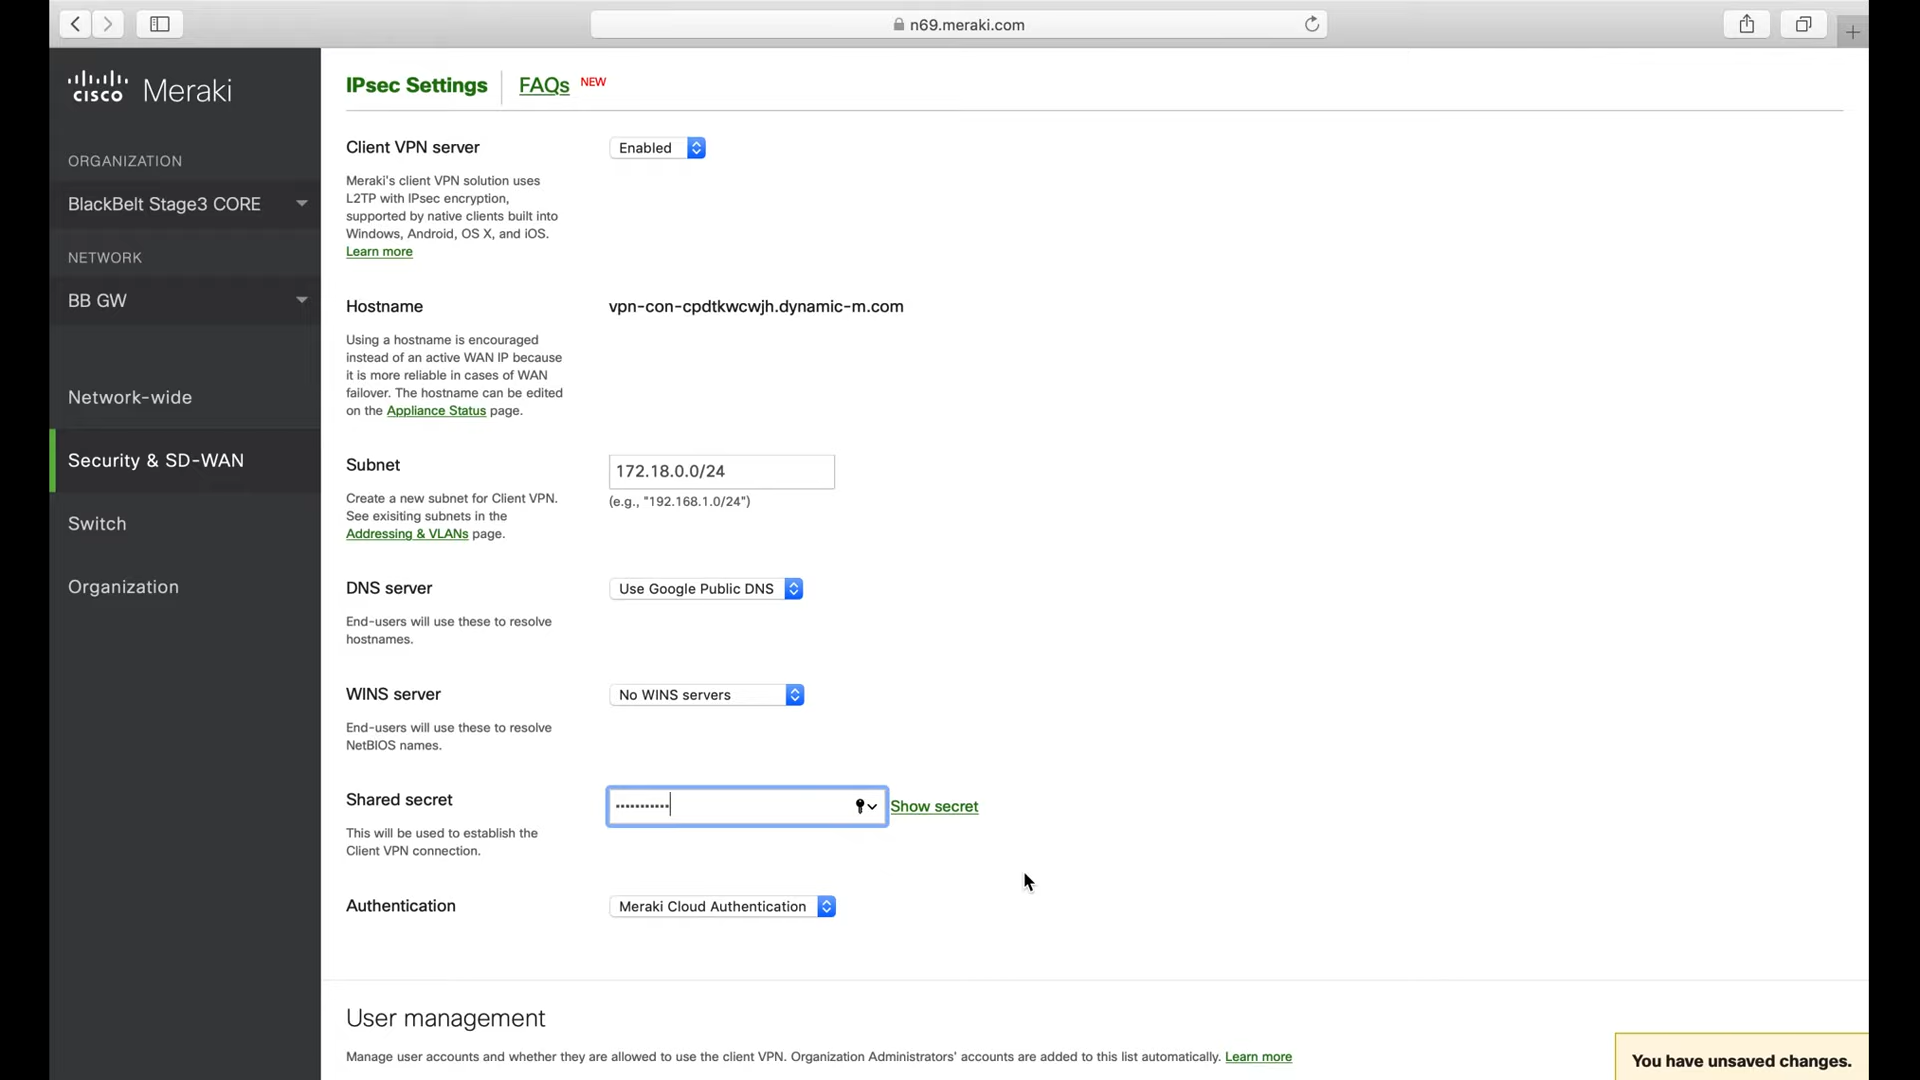 n69.meraki.com
CISCO Meraki
ORGANIZATION
BlackBelt Stage3 CORE
NETWORK
BB GW
Network-wide
Security & SD-WAN
Switch
Organization
IPsec Settings
FAQs NEW
Client VPN server
Enabled
Meraki's client VPN solution uses
L2TP with IPsec encryption,
supported by native clients built into
Windows, Android, OS X, and iOS.
Learn more
Hostname
vpn-con-cpdtkwcwjh.dynamic-m.com
Using a hostname is encouraged
instead of an active WAN IP because
it is more reliable in cases of WAN
failover. The hostname can be edited
on the Appliance Status page.
Subnet
172.18.0.0/24
(e.g., "192.168.1.0/24")
Create a new subnet for Client VPN.
See exisiting subnets in the
Addressing & VLANs page.
DNS server
Use Google Public DNS
End-users will use these to resolve
hostnames.
WINS server
No WINS servers
End-users will use these to resolve
NetBIOS names.
Shared secret
•••••••••••
Show secret
This will be used to establish the
Client VPN connection.
Authentication
Meraki Cloud Authentication
User management
Manage user accounts and whether they are allowed to use the client VPN. Organization Administrators' accounts are added to this list automatically. Learn more
You have unsaved changes.